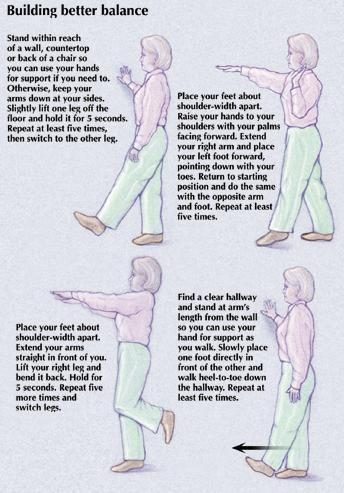 Building better balance
Stand within reach
of a wall, countertop
or back of a chair so
you can use your hands
for support if you need to.
Otherwise, keep your
arms down at your sides.
Slightly lift one leg off the
floor and hold it for 5 seconds.
Repeat at least five times,
then switch to the other leg.
Place your feet about
shoulder-width apart.
Raise your hands to your
shoulders with your palms
facing forward. Extend
your right arm and place
your left foot forward,
pointing down with your
toes. Return to starting
position and do the same
with the opposite arm
and foot. Repeat at least
five times.
Place your feet about
shoulder-width apart.
Extend your arms
straight in front of you.
Lift your right leg and
bend it back. Hold for
5 seconds. Repeat five
more times and
switch legs.
Find a clear hallway
and stand at arm's
length from the wall
so you can use your
hand for support as
you walk. Slowly place
one foot directly in
front of the other and
walk heel-to-toe down
the hallway. Repeat at
least five times.